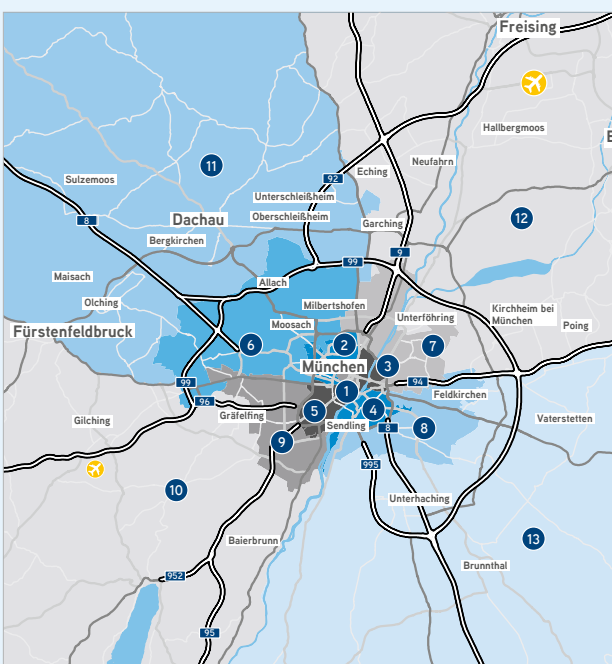 Freising
Hallbergmoos
Neufahrn
Eching
11
92
Sulzemoos
Unterschleißheim
Oberschleißheim
Dachau
12
8
Garching
Bergkirchen
9
99
Maisach
Allach
Olching
Milbertshofen
Kirchheim bei
München
Unterföhring
Moosach
Poing
Fürstenfeldbruck
6
2
7
München
3
99
94
96
1
Feldkirchen
Gräfelfing
5
4
Gilching
Sendling
8
8
Vaterstetten
9
995
10
Unterhaching
13
Baierbrunn
Brunnthal
952
95